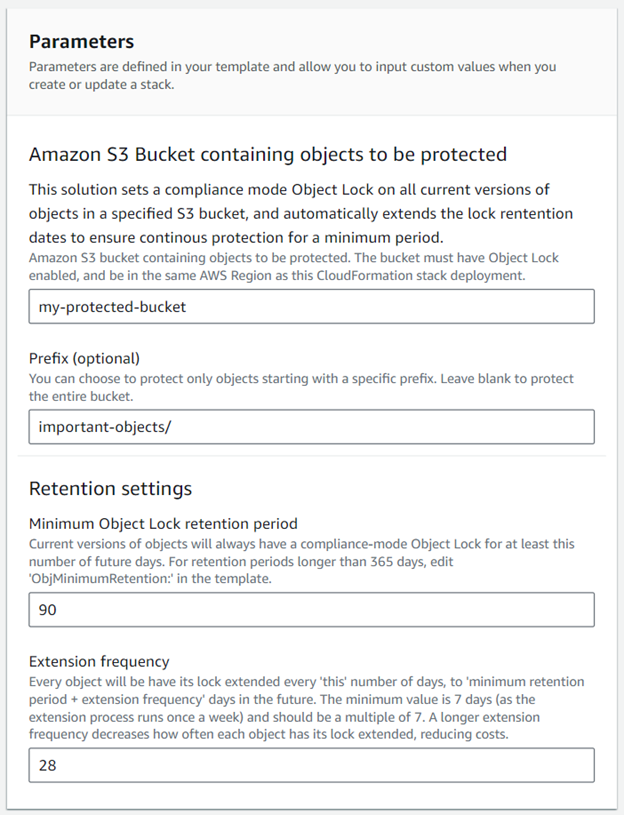 Parameters
Parameters are defined in your template and allow you to input custom values when you
create or update a stack.
Amazon S3 Bucket containing objects to be protected
This solution sets a compliance mode Object Lock on all current versions of
objects in a specified S3 bucket, and automatically extends the lock rentention
dates to ensure continous protection for a minimum period.
Amazon S3 bucket containing objects to be protected. The bucket must have Object Lock
enabled, and be in the same AWS Region as this CloudFormation stack deployment.
my-protected-bucket
Prefix (optional)
You can choose to protect only objects starting with a specific prefix. Leave blank to protect
the entire bucket.
important-objects/
Retention settings
Minimum Object Lock retention period
Current versions of objects will always have a compliance-mode Object Lock for at least this
number of future days. For retention periods longer than 365 days, edit
'ObjMinimumRetention:' in the template.
90
Extension frequency
Every object will be have its lock extended every 'this' number of days, to 'minimum retention
period + extension frequency' days in the future. The minimum value is 7 days (as the
extension process runs once a week) and should be a multiple of 7. A longer extension
frequency decreases how often each object has its lock extended, reducing costs.
28